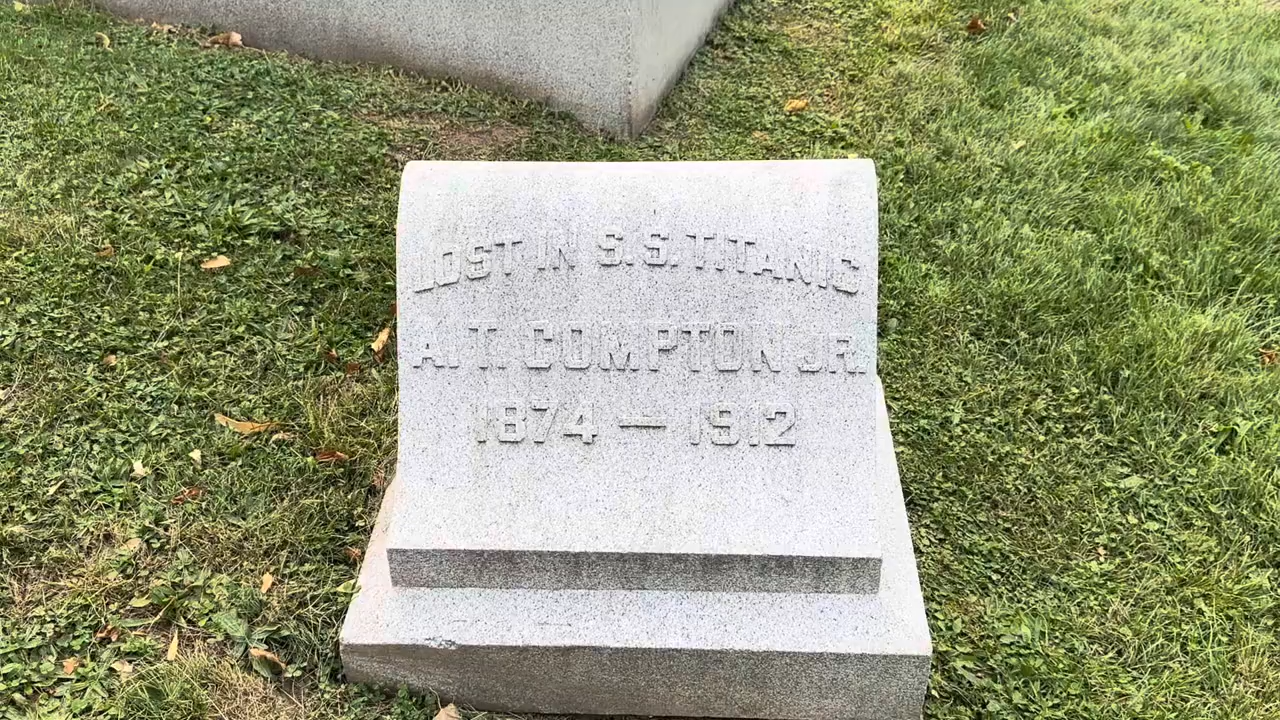 LOST IN S.S. TITANIC
A. T. COMPTON JR.
1874 — 1912